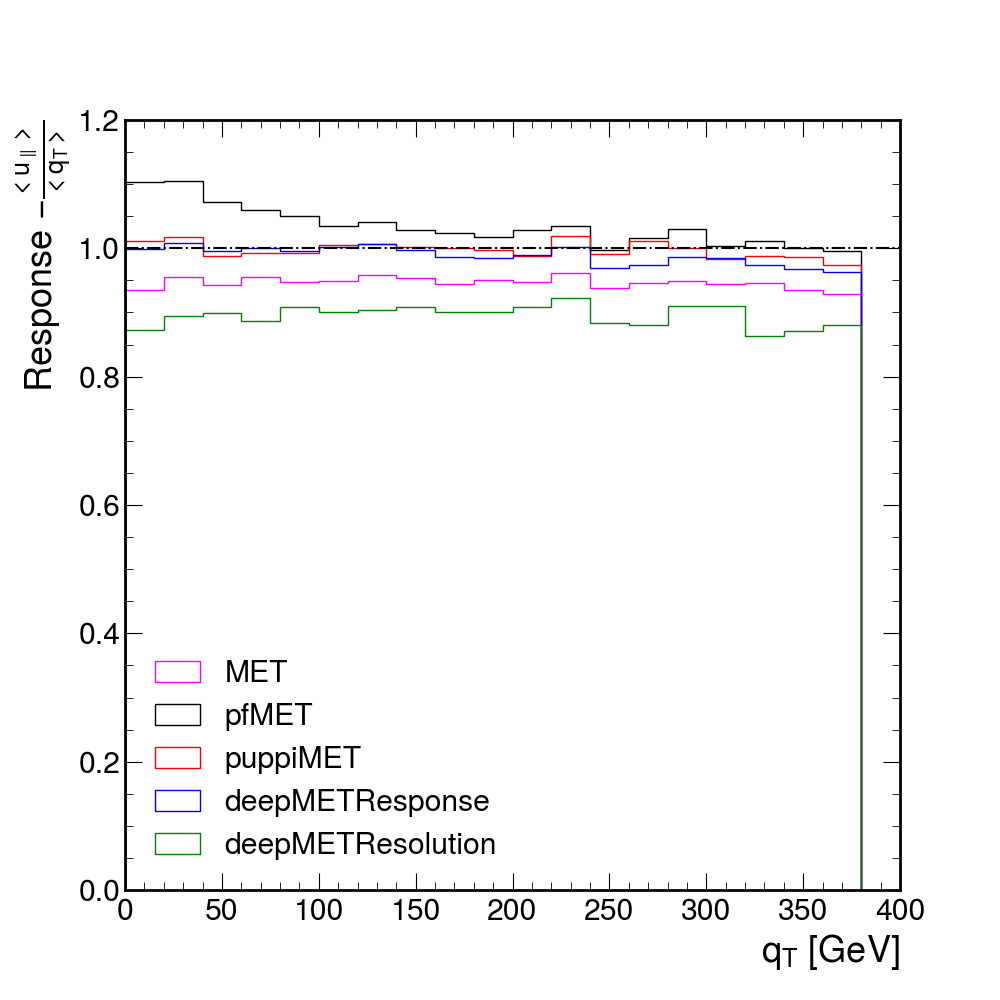 Response −<u∥>/<qT>
1.2
1.0
0.8
0.6
0.4
0.2
0.0
MET
pfMET
puppiMET
deepMETResponse
deepMETResolution
0 50 100 150 200 250 300 350 400
qT [GeV]